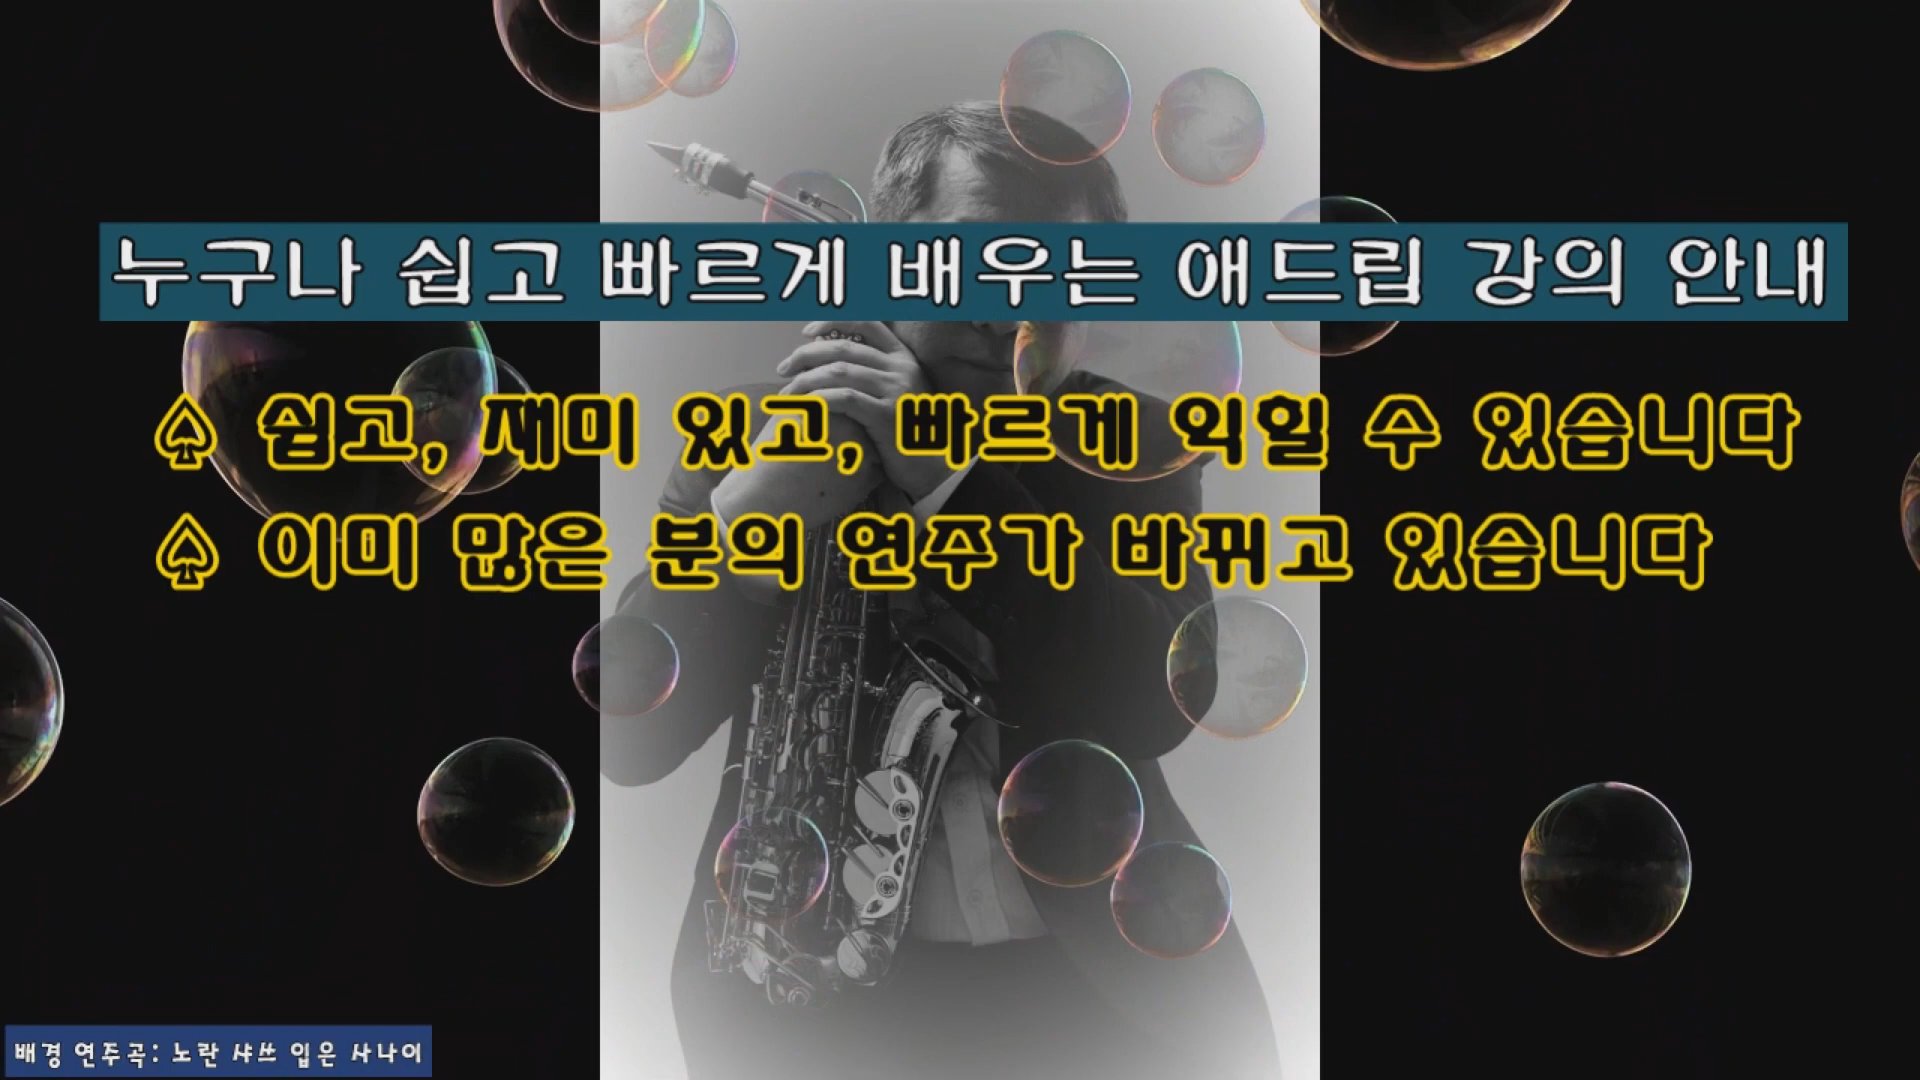 누구나 쉽고 빠르게 배우는 애드립 강의 안내
♤ 쉽고, 재미 있고, 빠르게 익힐 수 있습니다
♤ 이미 많은 분의 연주가 바뀌고 있습니다
배경 연주곡: 노란 샤쓰 입은 사나이